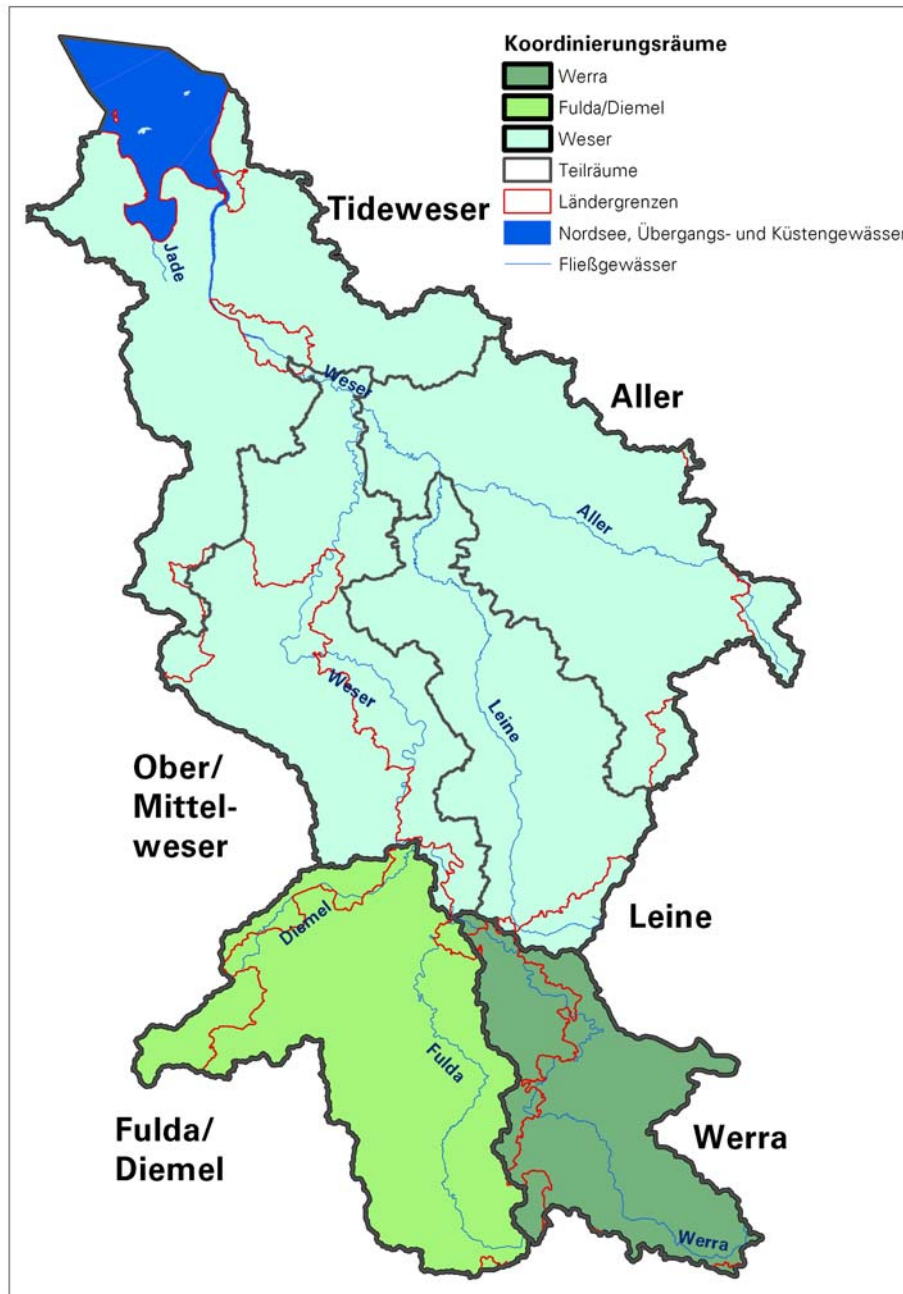 Koordinierungsräume
Werra
Fulda/Diemel
Weser
Teilräume
Ländergrenzen
Nordsee, Übergangs- und Küstengewässer
Fließgewässer
Tideweser
Jade
Weser
Aller
Aller
Weser
Leine
Ober/
Mittel-
weser
Diemel
Leine
Fulda
Fulda/
Diemel
Werra
Werra